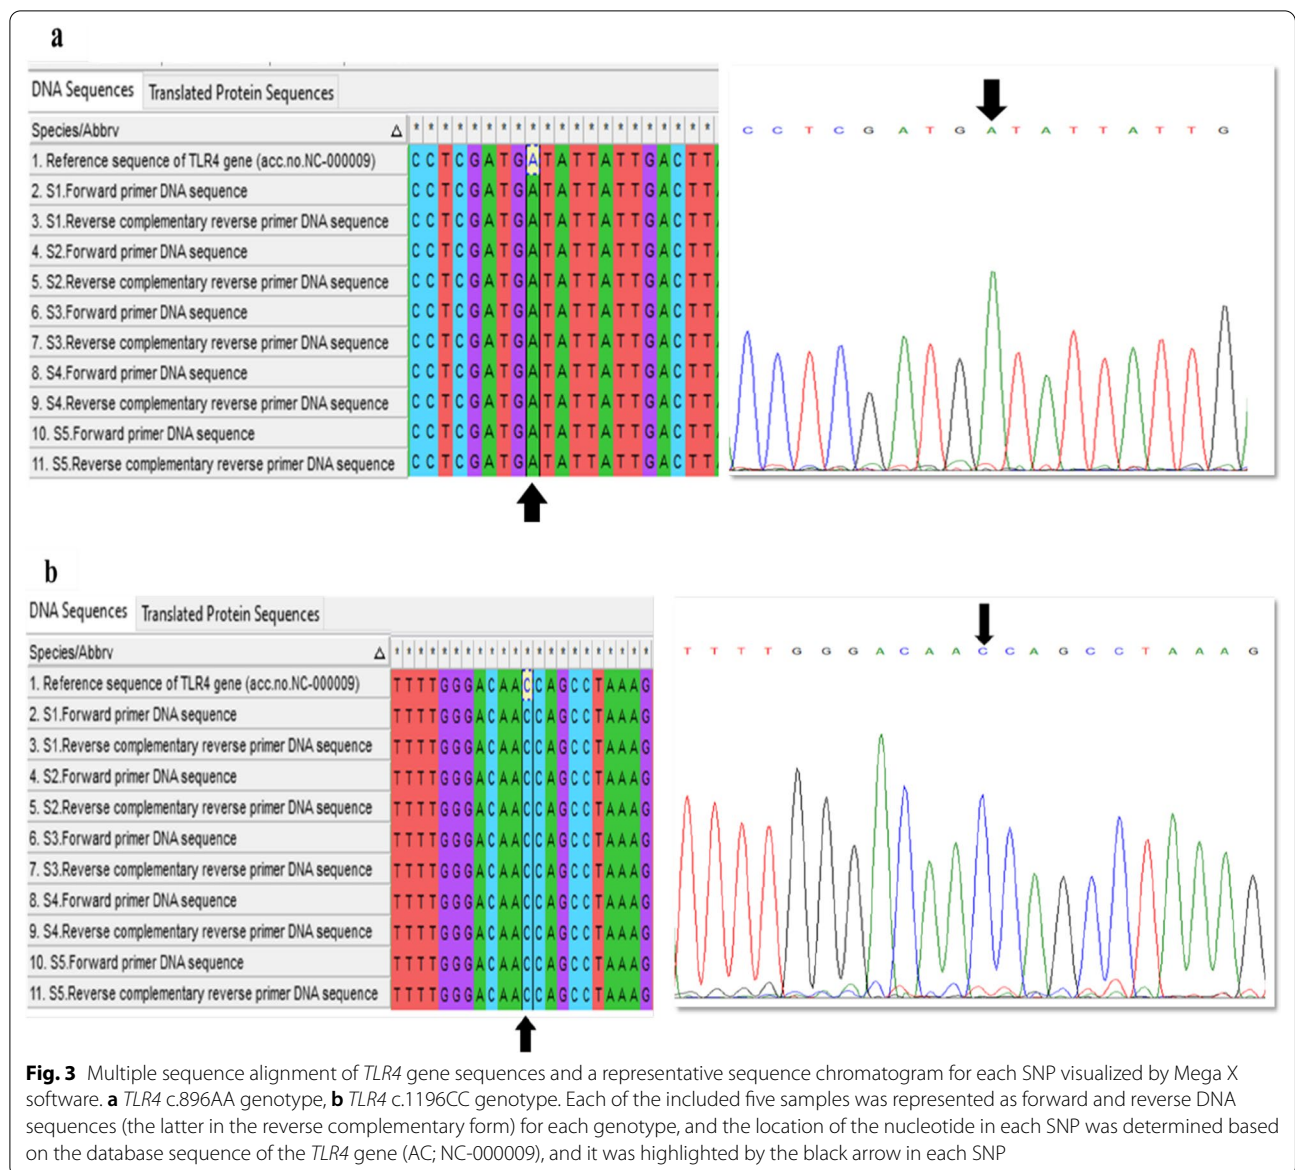 a
DNA Sequences Translated Protein Sequences
Species/Abbrv Δ * * * * * * * * * * * * * * * * * * * * *
1. Reference sequence of TLR4 gene (acc.no.NC-000009) C C T C G A T G A T A T T A T T G A C T T
2. S1.Forward primer DNA sequence C C T C G A T G A T A T T A T T G A C T T
3. S1.Reverse complementary reverse primer DNA sequence C C T C G A T G A T A T T A T T G A C T T
4. S2.Forward primer DNA sequence C C T C G A T G A T A T T A T T G A C T T
5. S2.Reverse complementary reverse primer DNA sequence C C T C G A T G A T A T T A T T G A C T T
6. S3.Forward primer DNA sequence C C T C G A T G A T A T T A T T G A C T T
7. S3.Reverse complementary reverse primer DNA sequence C C T C G A T G A T A T T A T T G A C T T
8. S4.Forward primer DNA sequence C C T C G A T G A T A T T A T T G A C T T
9. S4.Reverse complementary reverse primer DNA sequence C C T C G A T G A T A T T A T T G A C T T
10. S5.Forward primer DNA sequence C C T C G A T G A T A T T A T T G A C T T
11. S5.Reverse complementary reverse primer DNA sequence C C T C G A T G A T A T T A T T G A C T T
C C T C G A T G A T A T T A T T G
b
DNA Sequences Translated Protein Sequences
Species/Abbrv Δ * * * * * * * * * * * * * * * * * * * * * *
1. Reference sequence of TLR4 gene (acc.no.NC-000009) T T T T G G G A C A A C C A G C C T A A A G
2. S1.Forward primer DNA sequence T T T T G G G A C A A C C A G C C T A A A G
3. S1.Reverse complementary reverse primer DNA sequence T T T T G G G A C A A C C A G C C T A A A G
4. S2.Forward primer DNA sequence T T T T G G G A C A A C C A G C C T A A A G
5. S2.Reverse complementary reverse primer DNA sequence T T T T G G G A C A A C C A G C C T A A A G
6. S3.Forward primer DNA sequence T T T T G G G A C A A C C A G C C T A A A G
7. S3.Reverse complementary reverse primer DNA sequence T T T T G G G A C A A C C A G C C T A A A G
8. S4.Forward primer DNA sequence T T T T G G G A C A A C C A G C C T A A A G
9. S4.Reverse complementary reverse primer DNA sequence T T T T G G G A C A A C C A G C C T A A A G
10. S5.Forward primer DNA sequence T T T T G G G A C A A C C A G C C T A A A G
11. S5.Reverse complementary reverse primer DNA sequence T T T T G G G A C A A C C A G C C T A A A G
T T T T G G G A C A A C C A G C C T A A A G
Fig. 3 Multiple sequence alignment of TLR4 gene sequences and a representative sequence chromatogram for each SNP visualized by Mega X
software. a TLR4 c.896AA genotype, b TLR4 c.1196CC genotype. Each of the included five samples was represented as forward and reverse DNA
sequences (the latter in the reverse complementary form) for each genotype, and the location of the nucleotide in each SNP was determined based
on the database sequence of the TLR4 gene (AC; NC-000009), and it was highlighted by the black arrow in each SNP